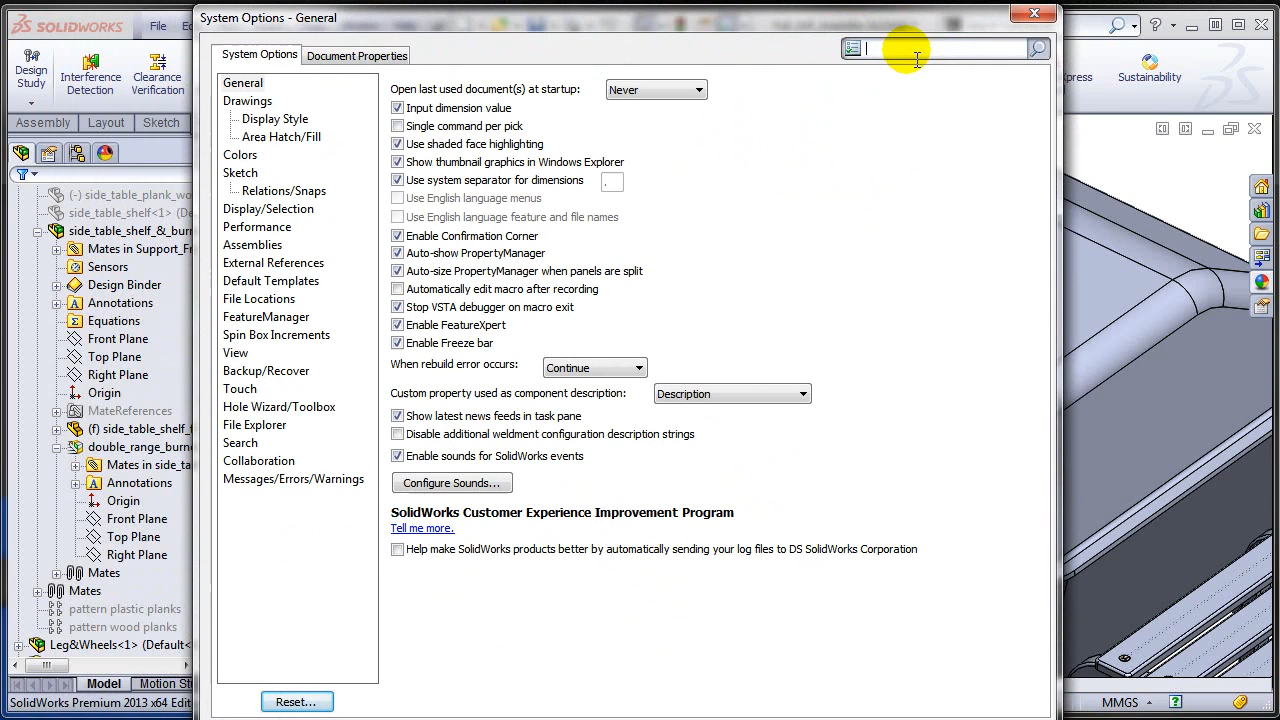 System Options - General
SOLIDWORKS
File
Design Study
Interference Detection
Clearance Verification
Sustainability
Assembly
Layout
Sketch
(-) side_table_plank_wo
side_table_shelf<1> (De
side_table_shelf_&_burn
Mates in Support_Fr
Sensors
Design Binder
Annotations
Equations
Front Plane
Top Plane
Right Plane
Origin
MateReferences
(f) side_table_shelf_f
double_range_burne
Mates in side_ta
Annotations
Origin
Front Plane
Top Plane
Right Plane
Mates
Mates
pattern plastic planks
pattern wood planks
Leg&Wheels<1> (Default<
Model
Motion St
SolidWorks Premium 2013 x64 Edit
System Options
Document Properties
General
Drawings
Display Style
Area Hatch/Fill
Colors
Sketch
Relations/Snaps
Display/Selection
Performance
Assemblies
External References
Default Templates
File Locations
FeatureManager
Spin Box Increments
View
Backup/Recover
Touch
Hole Wizard/Toolbox
File Explorer
Search
Collaboration
Messages/Errors/Warnings
Reset...
Open last used document(s) at startup: Never
Input dimension value
Single command per pick
Use shaded face highlighting
Show thumbnail graphics in Windows Explorer
Use system separator for dimensions .
Use English language menus
Use English language feature and file names
Enable Confirmation Corner
Auto-show PropertyManager
Auto-size PropertyManager when panels are split
Automatically edit macro after recording
Stop VSTA debugger on macro exit
Enable FeatureXpert
Enable Freeze bar
When rebuild error occurs: Continue
Custom property used as component description: Description
Show latest news feeds in task pane
Disable additional weldment configuration description strings
Enable sounds for SolidWorks events
Configure Sounds...
SolidWorks Customer Experience Improvement Program
Tell me more.
Help make SolidWorks products better by automatically sending your log files to DS SolidWorks Corporation
MMGS